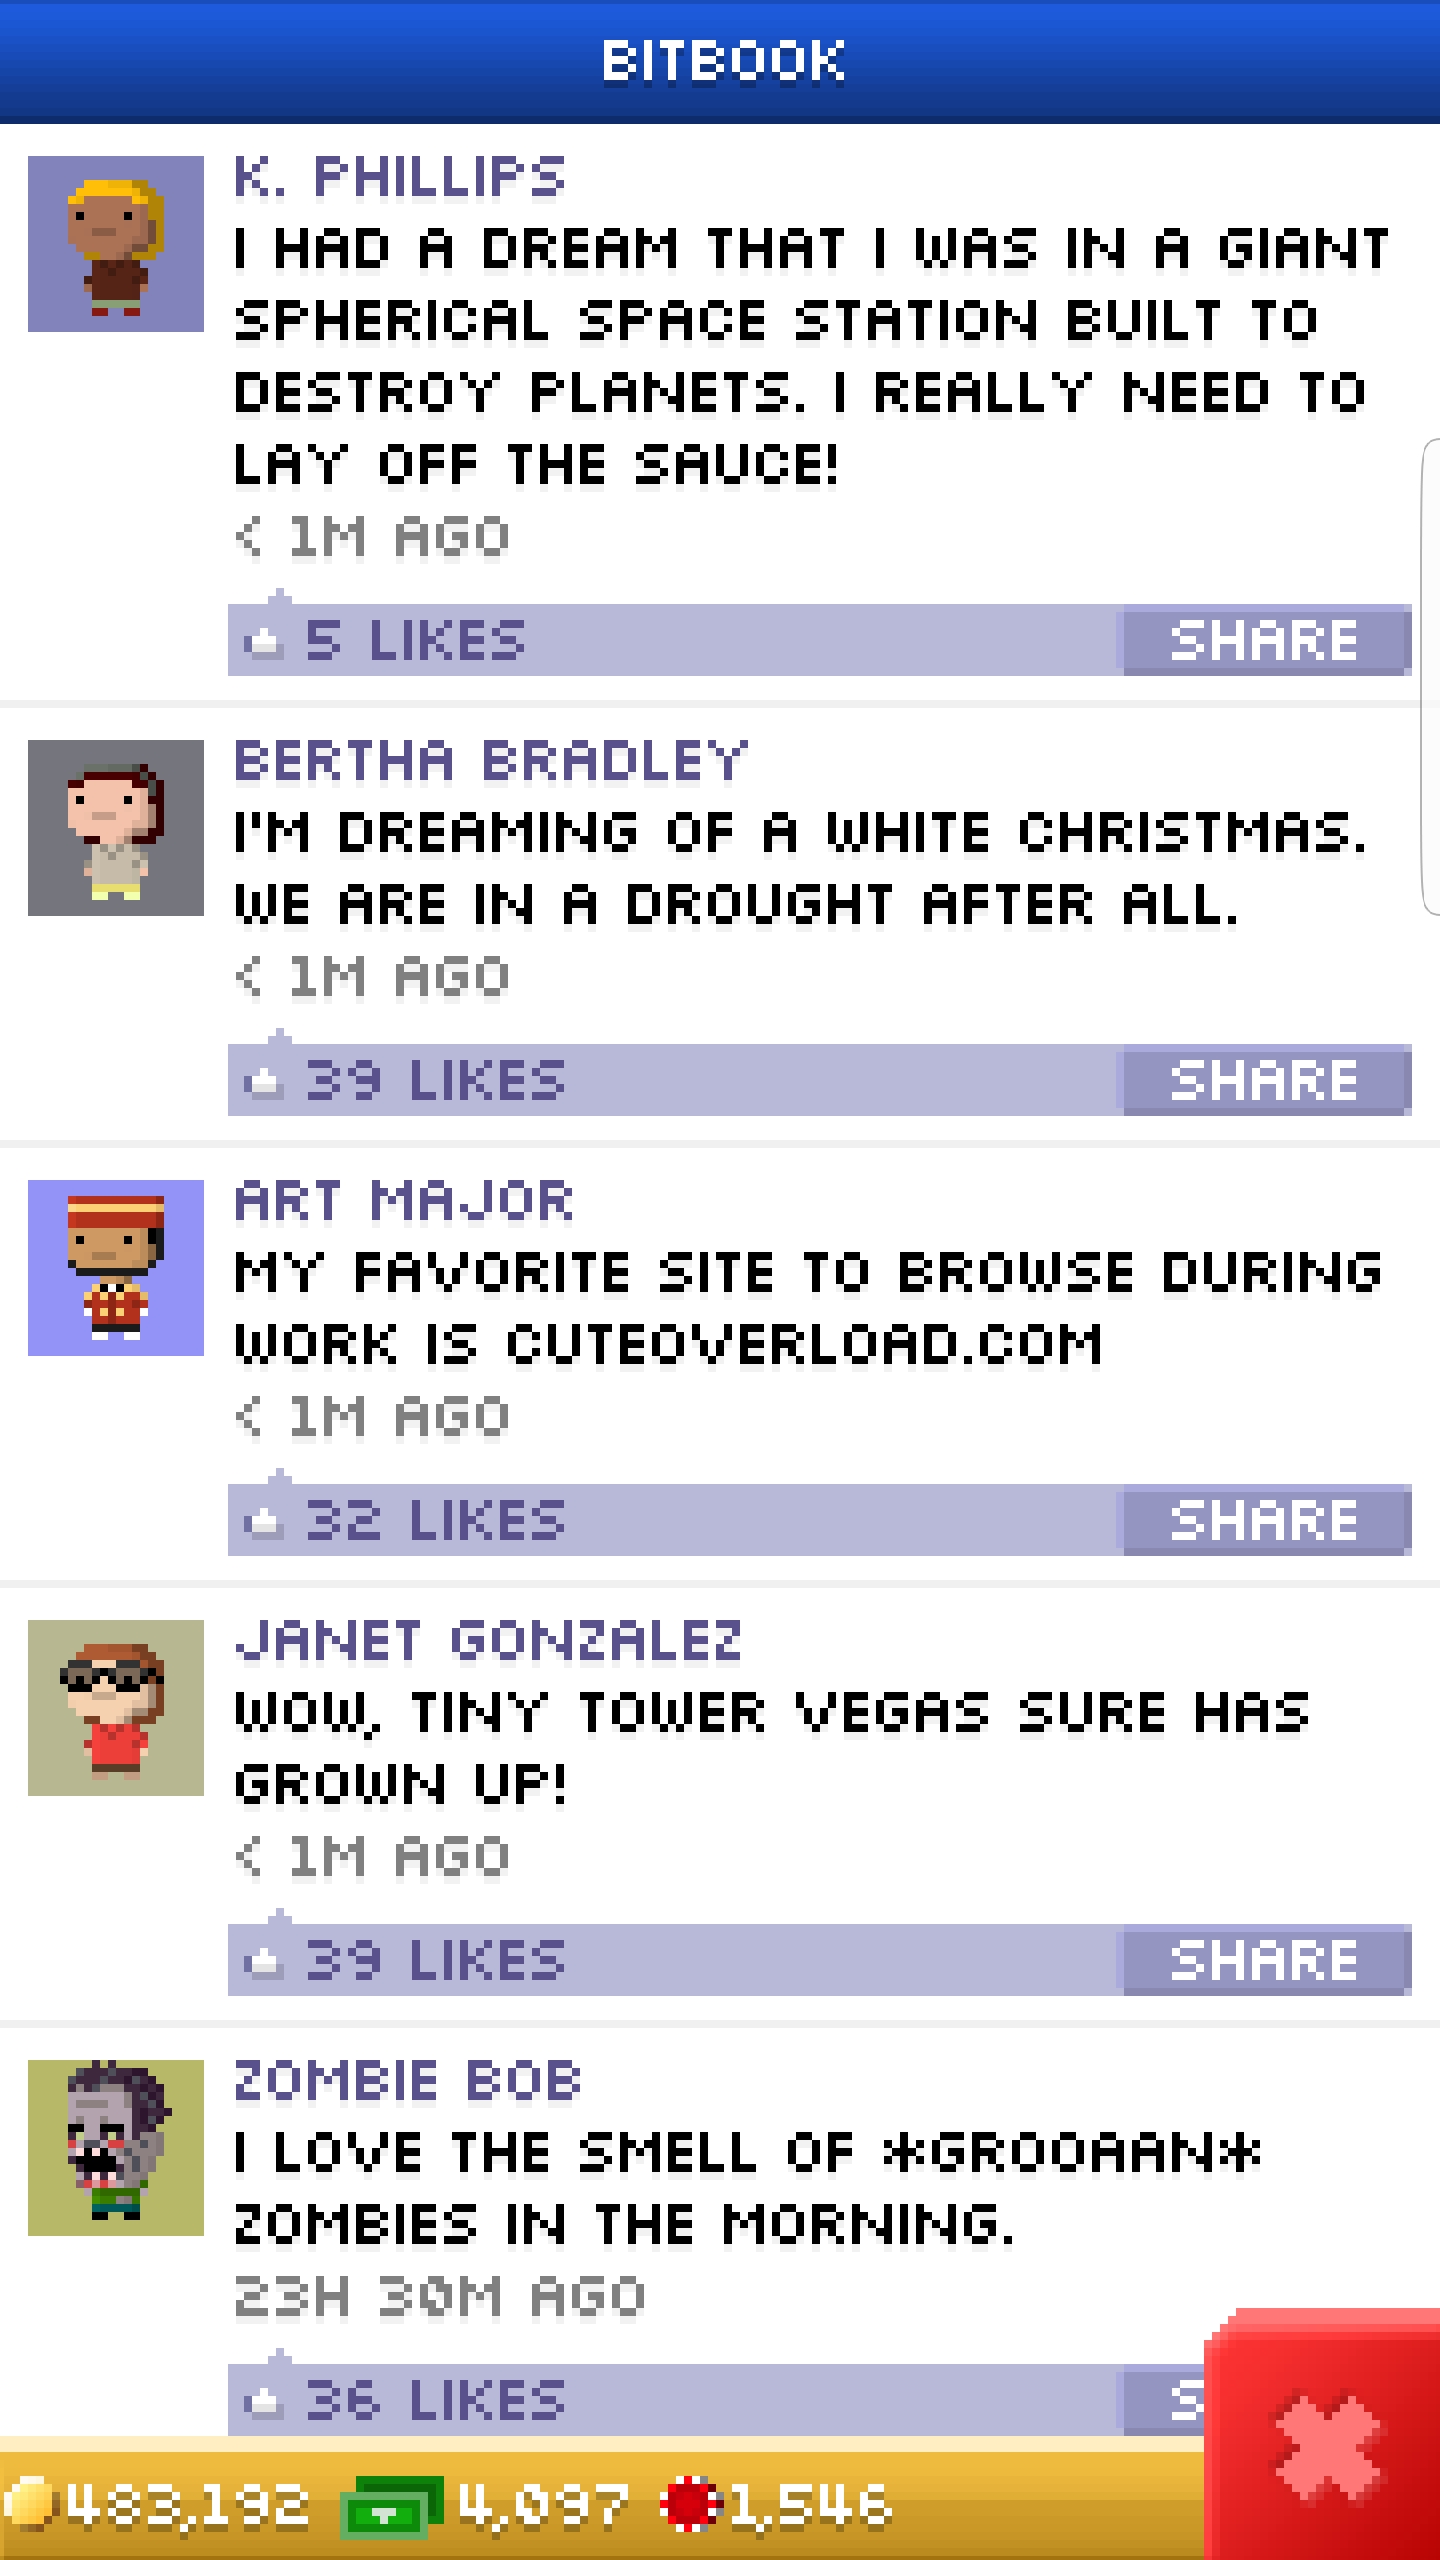 BITBOOK
K. PHILLIPS
I HAD A DREAM THAT I WAS IN A GIANT
SPHERICAL SPACE STATION BUILT TO
DESTROY PLANETS. I REALLY NEED TO
LAY OFF THE SAUCE!
< 1M AGO
5 LIKES SHARE
BERTHA BRADLEY
I'M DREAMING OF A WHITE CHRISTMAS.
WE ARE IN A DROUGHT AFTER ALL.
< 1M AGO
39 LIKES SHARE
ART MAJOR
MY FAVORITE SITE TO BROWSE DURING
WORK IS CUTEOVERLOAD.COM
< 1M AGO
32 LIKES SHARE
JANET GONZALEZ
WOW, TINY TOWER VEGAS SURE HAS
GROWN UP!
< 1M AGO
39 LIKES SHARE
ZOMBIE BOB
I LOVE THE SMELL OF *GROOAAN*
ZOMBIES IN THE MORNING.
23H 30M AGO
36 LIKES S
483,192 4,097 1,546